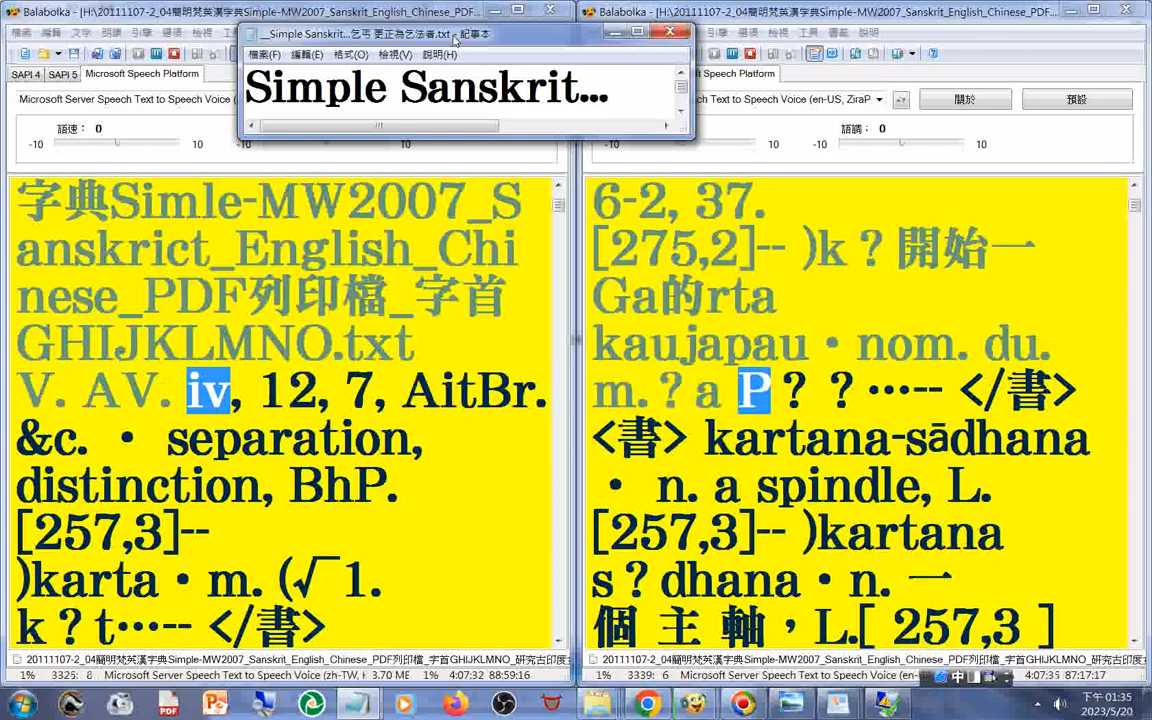 Balabolka - [H:\20111107-2_04簡明梵英漢字典Simple-MW2007_Sanskrit_English_Chinese_PDF...
Balabolka - [H:\20111107-2_04簡明梵英漢字典Simple-MW2007_Sanskrit_English_Chinese_PDF...
__Simple Sanskrit...乞丐 更正為乞法者.txt - 記事本
檔案(F) 編輯(E) 格式(O) 檢視(V) 說明(H)
Simple Sanskrit...
SAPI 4 SAPI 5 Microsoft Speech Platform
Speech Platform
Microsoft Server Speech Text to Speech Voice
ch Text to Speech Voice (en-US, ZiraP
關於
預設
語速： 0
語調： 0
-10 10 -10 10
-10 10 -10 10
字典Simle-MW2007_S
anskrict_English_Chi
nese_PDF列印檔_字首
GHIJKLMNO.txt
V. AV. iv, 12, 7, AitBr.
&c. • separation,
distinction, BhP.
[257,3]--
)karta • m. (√1.
k？t…-- </書>
6-2, 37.
[275,2]-- )k？開始一
Ga的rta
kaujapau • nom. du.
m.？a P？？…-- </書>
<書> kartana-sādhana
• n. a spindle, L.
[257,3]-- )kartana
s？dhana • n. 一
個 主 軸，L.[ 257,3 ]
20111107-2_04簡明梵英漢字典Simple-MW2007_Sanskrit_English_Chinese_PDF列印檔_字首GHIJKLMNO_研究古印度
20111107-2_04簡明梵英漢字典Simple-MW2007_Sanskrit_English_Chinese_PDF列印檔_字首GHIJKLMNO_研究古印度
1% 3325: 8 Microsoft Server Speech Text to Speech Voice (zh-TW, H 3.70 ME 1% 4:07:32 88:59:16
1% 3339: 6 Microsoft Server Speech Text to Speech Voice 4:07:35 87:17:17
中
下午 01:35
2023/5/20